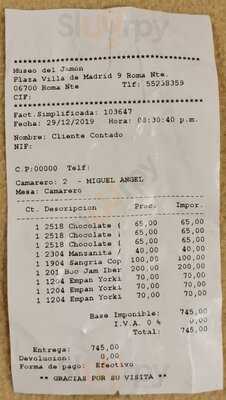 Museo del Jamón
Plaza Villa de Madrid 9 Roma Nte.
06700 Roma Nte Tlf: 55258359
CIF:
Fact.Simplificada: 103647
Fecha: 29/12/2019 Hora: 08:30:40 p.m.
Nombre: Cliente Contado
NIF:
C.P:00000 Telf:
Camarero: 2 - MIGUEL ANGEL
Mesa: Camarero
Ct. Descripcion Prec. Impor.
1 2518 Chocolate ( 65,00 65,00
1 2518 Chocolate ( 65,00 65,00
1 2518 Chocolate ( 65,00 65,00
1 2304 Manzanita / 40,00 40,00
1 1904 Sangria Cop 100,00 100,00
1 201 Boc Jam Iber 200,00 200,00
1 1204 Empan Yorki 70,00 70,00
1 1204 Empan Yorki 70,00 70,00
1 1204 Empan Yorki 70,00 70,00
Base Imponible: 745,00
I.V.A. 0 % 0,00
Total: 745,00
Entrega: 745,00
Devolucion: 0,00
Forma de pago: Efectivo
** GRACIAS POR SU VISITA **